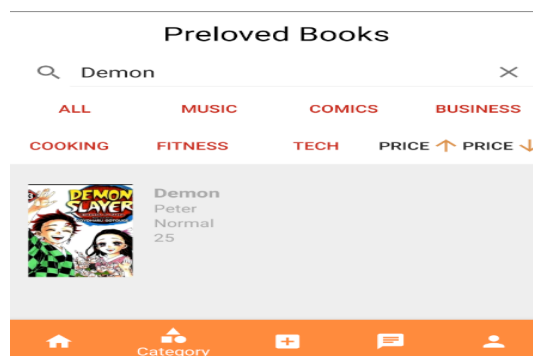 Preloved Books
Demon
ALL MUSIC COMICS BUSINESS
COOKING FITNESS TECH PRICE ↑ PRICE ↓
DEMON
SLAYER
Demon
Peter
Normal
25
Category